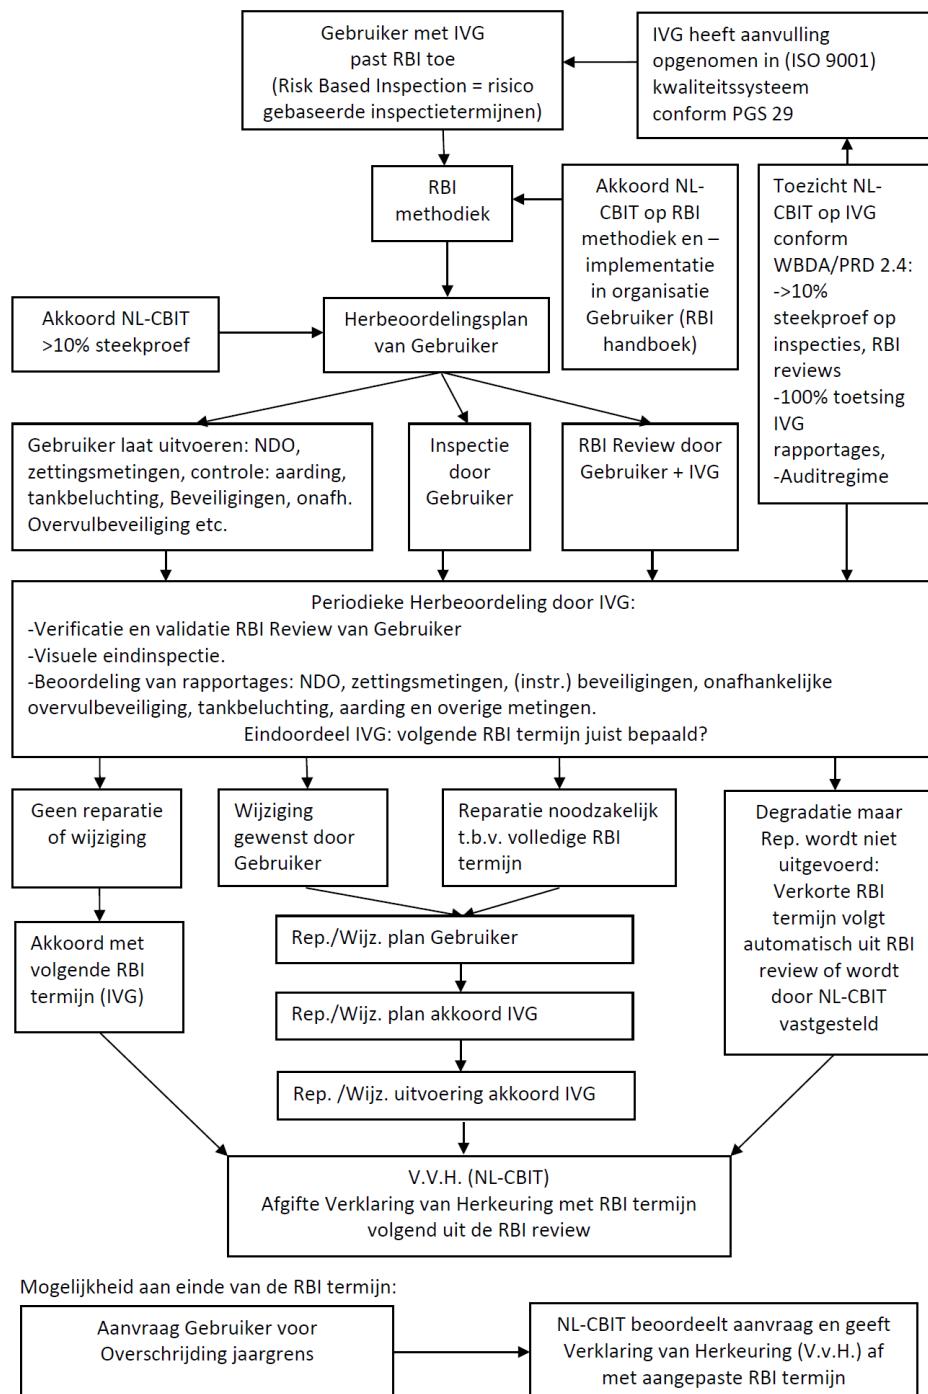 Gebruiker met IVG
past RBI toe
(Risk Based Inspection = risico
gebaseerde inspectietermijnen)
IVG heeft aanvulling
opgenomen in (ISO 9001)
kwaliteitssysteem
conform PGS 29
RBI
methodiek
Akkoord NL-
CBIT op RBI
methodiek en –
implementatie
in organisatie
Gebruiker (RBI
handboek)
Toezicht NL-
CBIT op IVG
conform
WBDA/PRD 2.4:
->10%
steekproef op
inspecties, RBI
reviews
-100% toetsing
IVG
rapportages,
-Auditregime
Akkoord NL-CBIT
>10% steekproef
Herbeoordelingsplan
van Gebruiker
Gebruiker laat uitvoeren: NDO,
zettingsmetingen, controle: aarding,
tankbeluchting, Beveiligingen, onafh.
Overvulbeveiliging etc.
Inspectie
door
Gebruiker
RBI Review door
Gebruiker + IVG
Periodieke Herbeoordeling door IVG:
-Verificatie en validatie RBI Review van Gebruiker
-Visuele eindinspectie.
-Beoordeling van rapportages: NDO, zettingsmetingen, (instr.) beveiligingen, onafhankelijke
overvulbeveiliging, tankbeluchting, aarding en overige metingen.
Eindoordeel IVG: volgende RBI termijn juist bepaald?
Geen reparatie
of wijziging
Wijziging
gewenst door
Gebruiker
Reparatie noodzakelijk
t.b.v. volledige RBI
termijn
Degradatie maar
Rep. wordt niet
uitgevoerd:
Verkorte RBI
termijn volgt
automatisch uit RBI
review of wordt
door NL-CBIT
vastgesteld
Akkoord met
volgende RBI
termijn (IVG)
Rep./Wijz. plan Gebruiker
Rep./Wijz. plan akkoord IVG
Rep. /Wijz. uitvoering akkoord IVG
V.V.H. (NL-CBIT)
Afgifte Verklaring van Herkeuring met RBI termijn
volgend uit de RBI review
Mogelijkheid aan einde van de RBI termijn:
Aanvraag Gebruiker voor
Overschrijding jaargrens
NL-CBIT beoordeelt aanvraag en geeft
Verklaring van Herkeuring (V.v.H.) af
met aangepaste RBI termijn